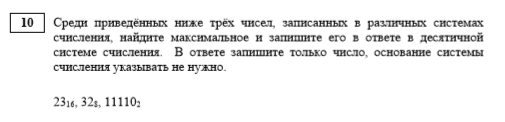 10
Среди приведённых ниже трёх чисел, записанных в различных системах
счисления, найдите максимальное и запишите его в ответе в десятичной
системе счисления. В ответе запишите только число, основание системы
счисления указывать не нужно.
23₁₆, 32₈, 11110₂